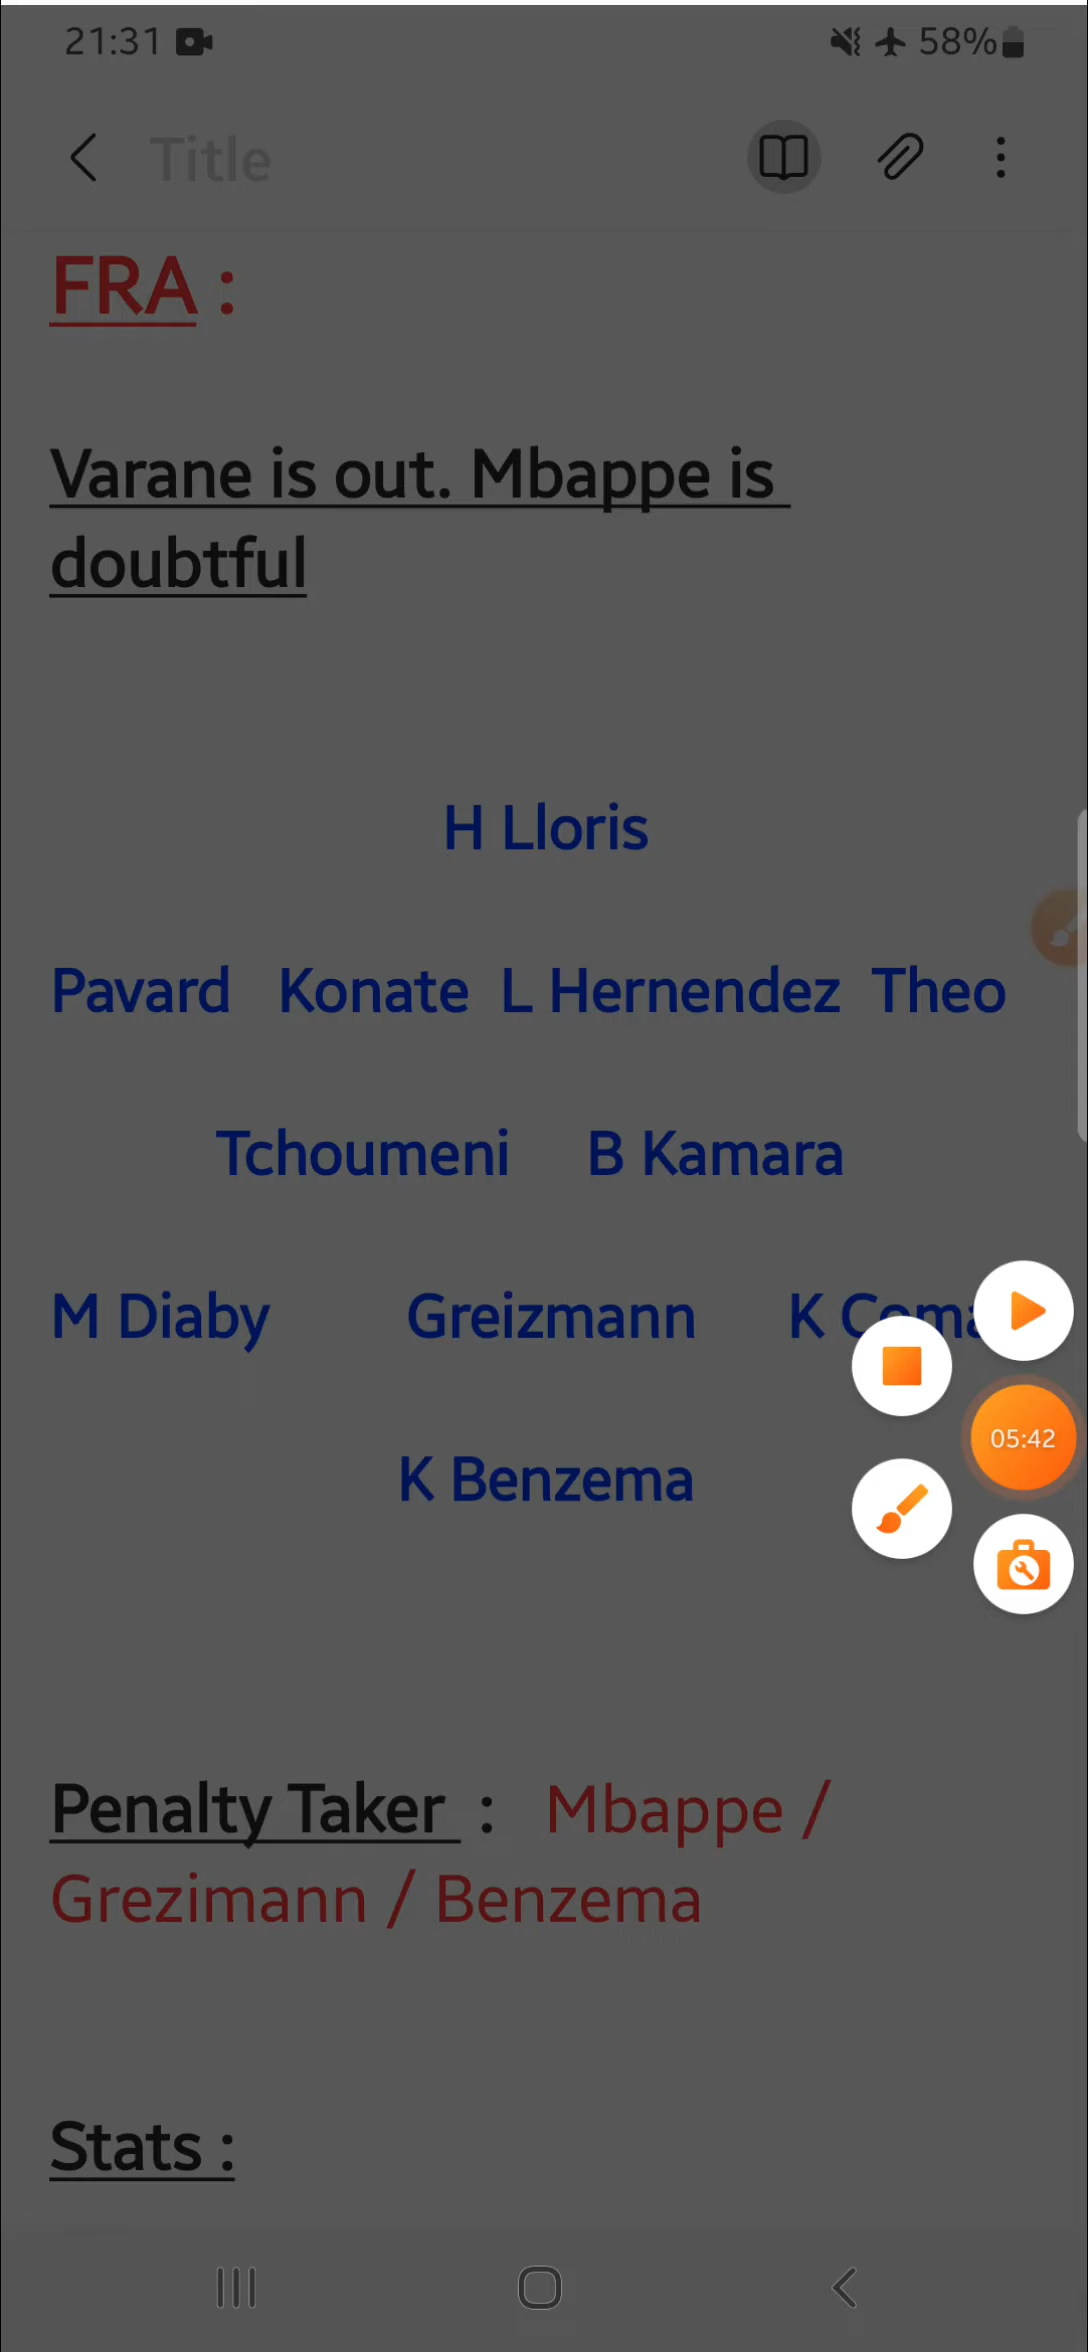 21:31 58%
Title
FRA :
Varane is out. Mbappe is
doubtful
H Lloris
Pavard Konate L Hernendez Theo
Tchoumeni B Kamara
M Diaby Greizmann K
K Benzema
05:42
Penalty Taker : Mbappe /
Grezimann / Benzema
Stats :